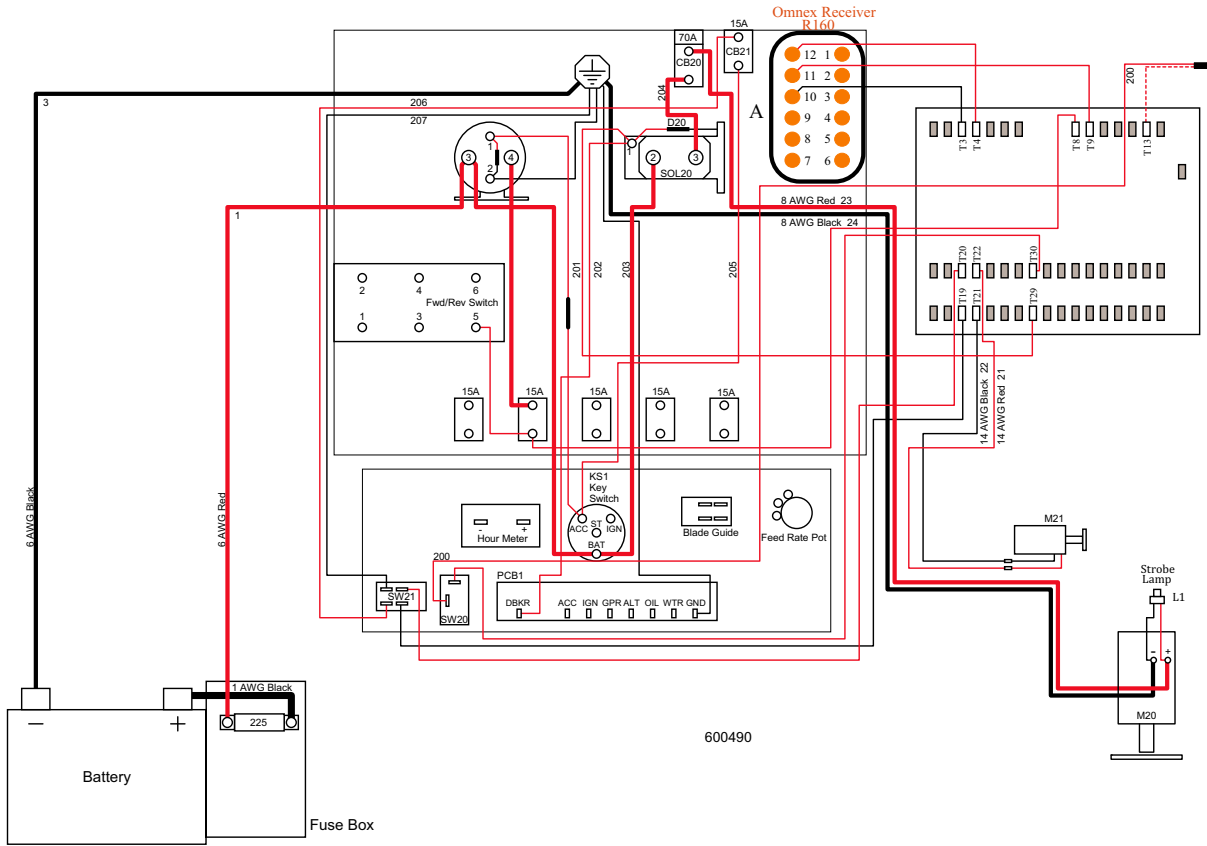 Omnex Receiver
R160
15A
70A
CB21
CB20
12 1
11 2
10 3
9 4
8 5
7 6
A
3
206
207
204
D20
200
1
2
3
4
1
2
3
SOL20
T3
T4
T8
T9
T13
8 AWG Red 23
8 AWG Black 24
1
201
202
203
205
T20
T22
T30
T19
T21
T29
2
4
6
Fwd/Rev Switch
1
3
5
14 AWG Black 22
14 AWG Red 21
15A
15A
15A
15A
15A
6 AWG Black
6 AWG Red
KS1
Key
Switch
ACC
ST
IGN
BAT
-
+
Hour Meter
Blade Guide
Feed Rate Pot
M21
200
SW21
SW20
PCB1
DBKR
ACC
IGN
GPR
ALT
OIL
WTR
GND
Strobe
Lamp
L1
-
+
M20
1 AWG Black
225
−
+
Battery
Fuse Box
600490